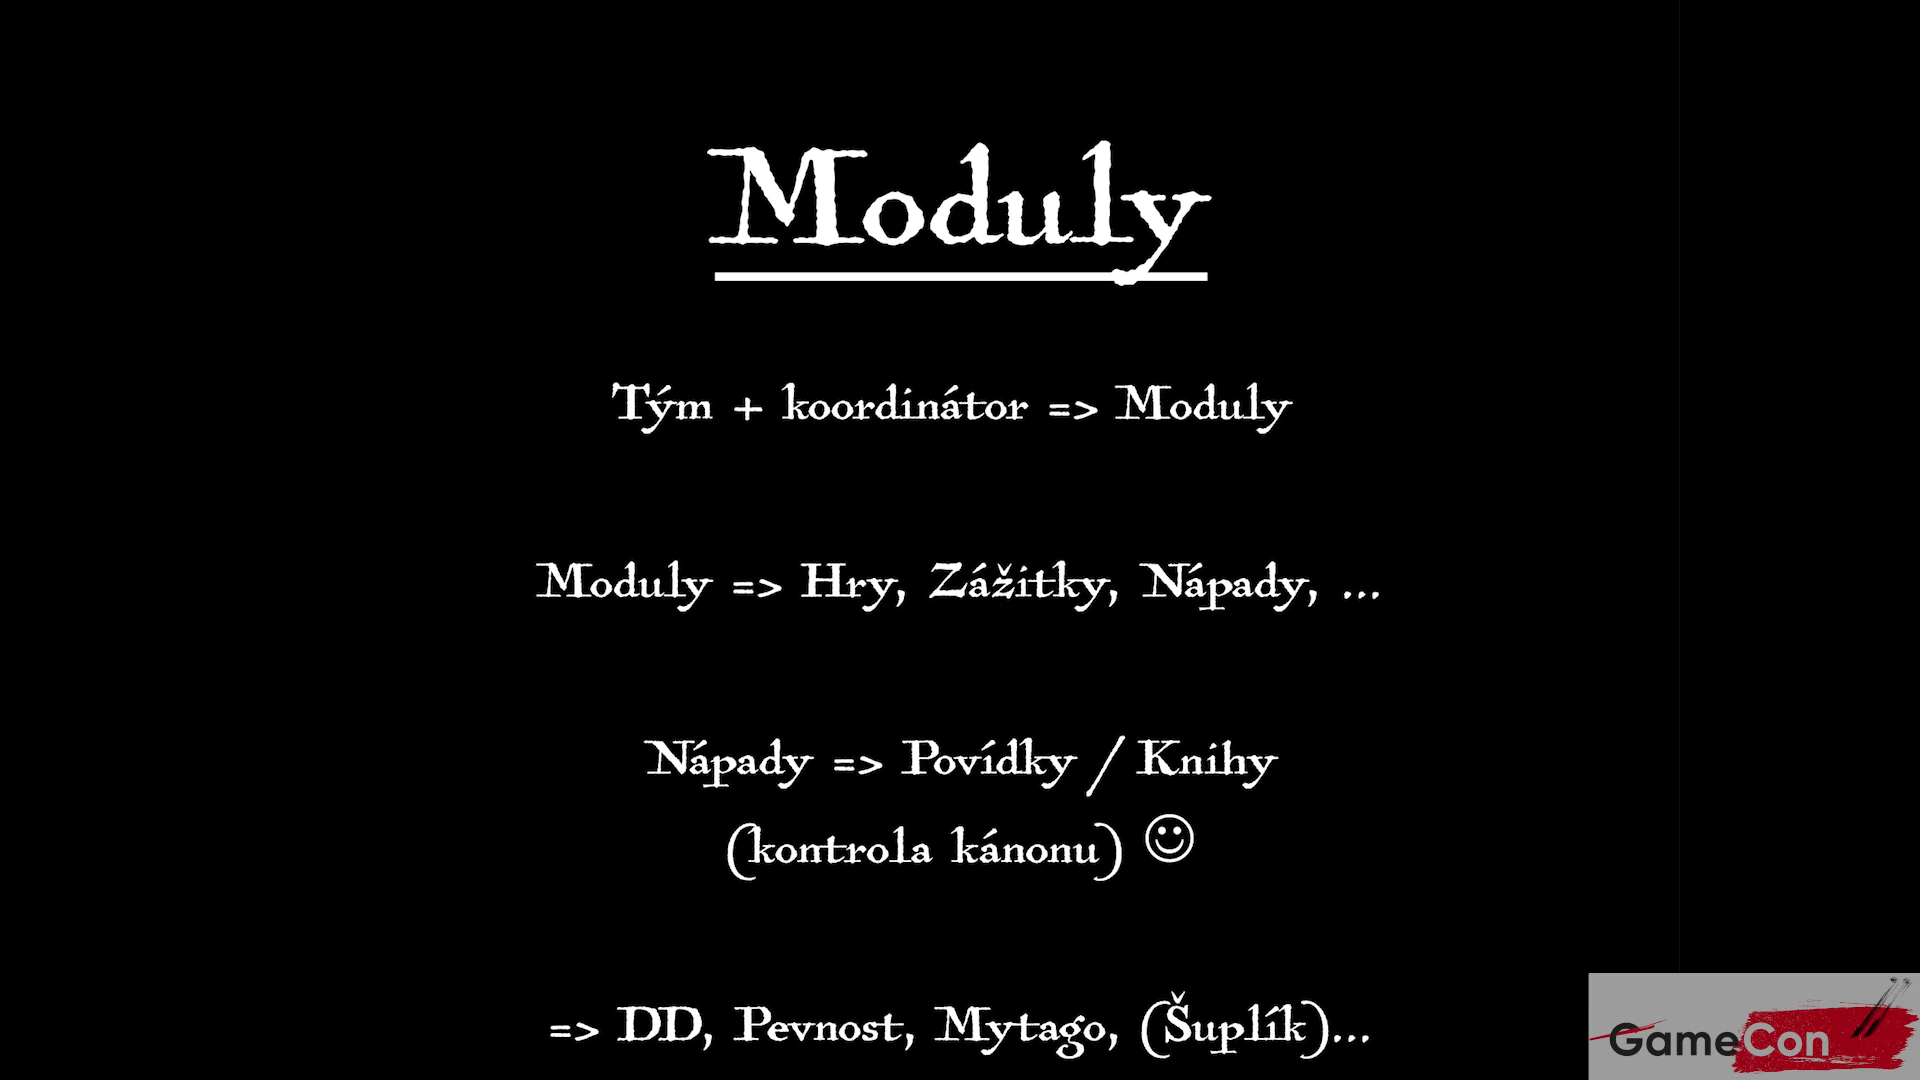 Moduly
Tým + koordinátor => Moduly
Moduly => Hry, Zážitky, Nápady, ...
Nápady => Povídky / Knihy
(kontrola kánonu) ☺
=> DD, Pevnost, Mytago, (Šuplík)...
GameCon